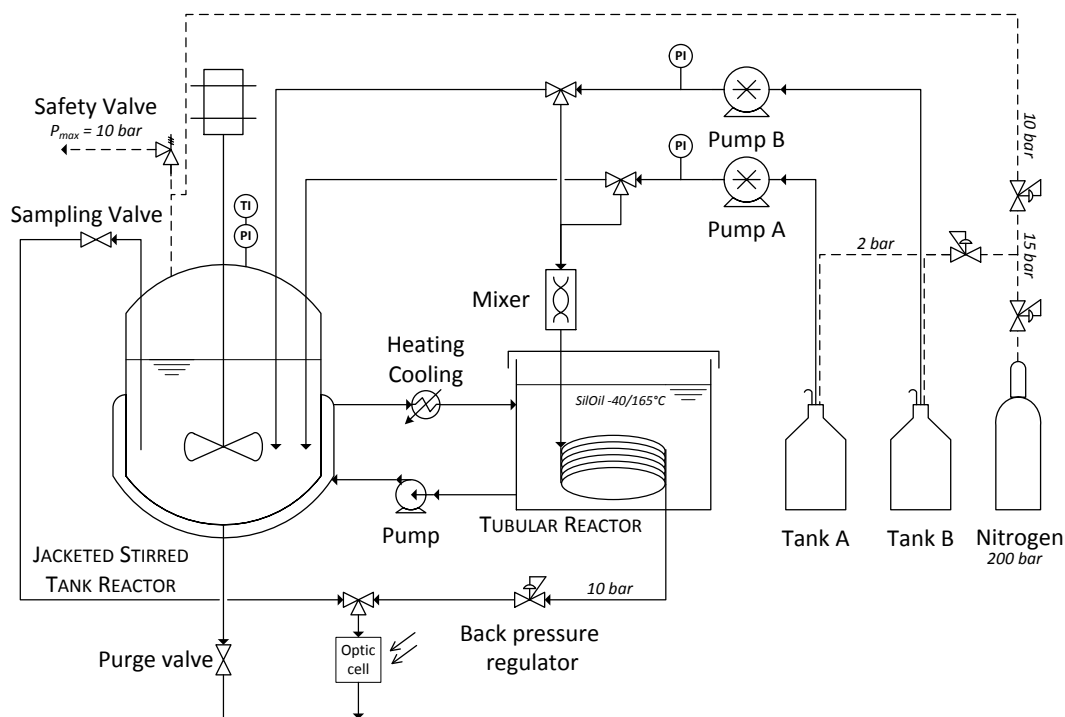 Safety Valve
Pmax = 10 bar
Sampling Valve
TI
PI
PI
Pump B
PI
Pump A
10 bar
15 bar
2 bar
Mixer
Heating
Cooling
SilOil -40/165°C
Pump
TUBULAR REACTOR
Tank A
Tank B
Nitrogen
200 bar
JACKETED STIRRED
TANK REACTOR
10 bar
Back pressure
regulator
Purge valve
Optic
cell